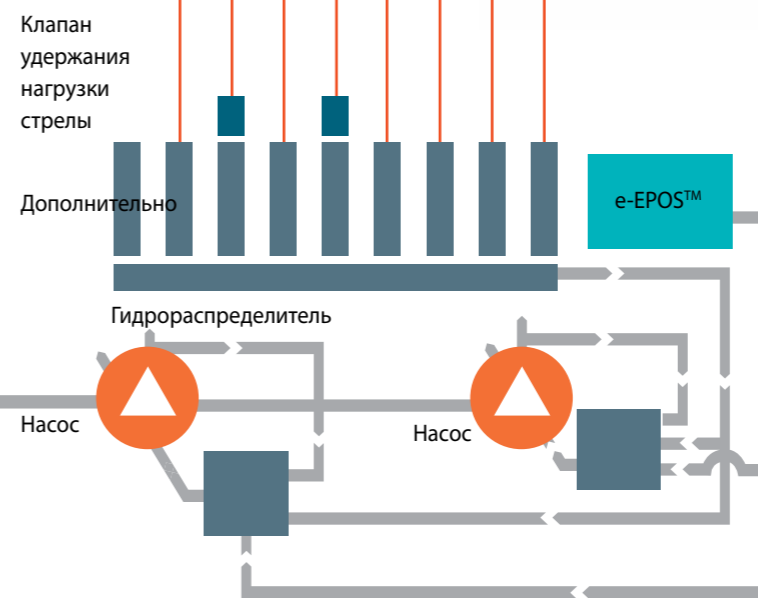 Клапан
удержания
нагрузки
стрелы
Дополнительно
e-EPOS™
Гидрораспределитель
Насос
Насос